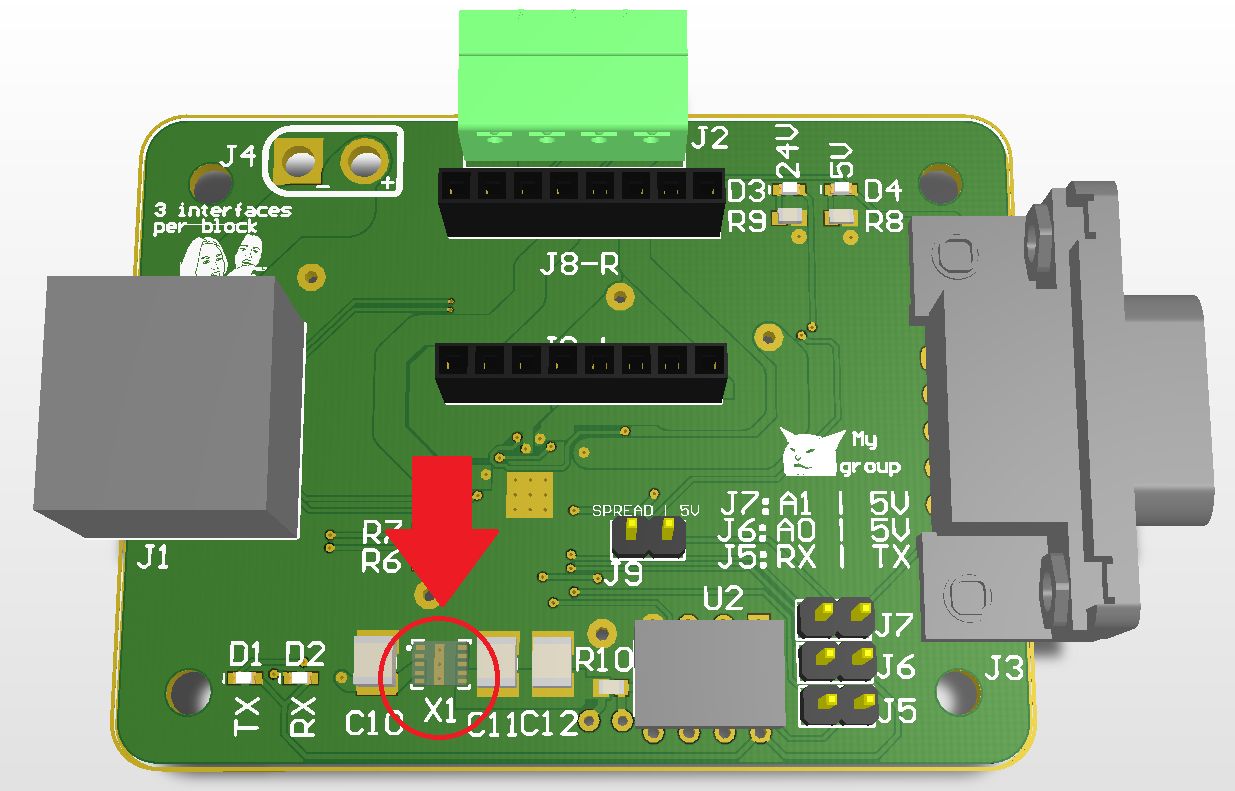 J2
24V
5V
J4
-
+
D3
D4
3 interfaces
per block
R9
R8
J8-R
My
group
J7: A1 | 5V
SPREAD | 5V
J6: A0 | 5V
R7
J1
R6
J5: RX | TX
J9
U2
J7
D1
D2
R10
J6
J3
TX
RX
C10
X1
C11
C12
J5